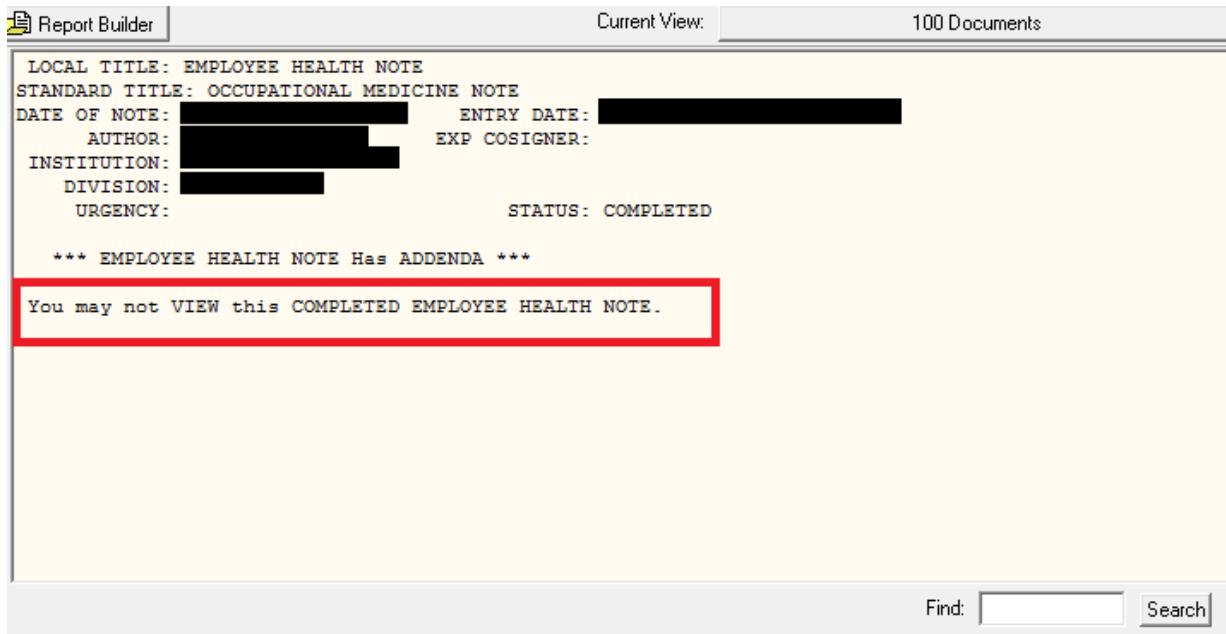 Report Builder Current View: 100 Documents
LOCAL TITLE: EMPLOYEE HEALTH NOTE
STANDARD TITLE: OCCUPATIONAL MEDICINE NOTE
DATE OF NOTE: ENTRY DATE:
AUTHOR: EXP COSIGNER:
INSTITUTION:
DIVISION:
URGENCY: STATUS: COMPLETED
*** EMPLOYEE HEALTH NOTE Has ADDENDA ***
You may not VIEW this COMPLETED EMPLOYEE HEALTH NOTE.
Find: Search